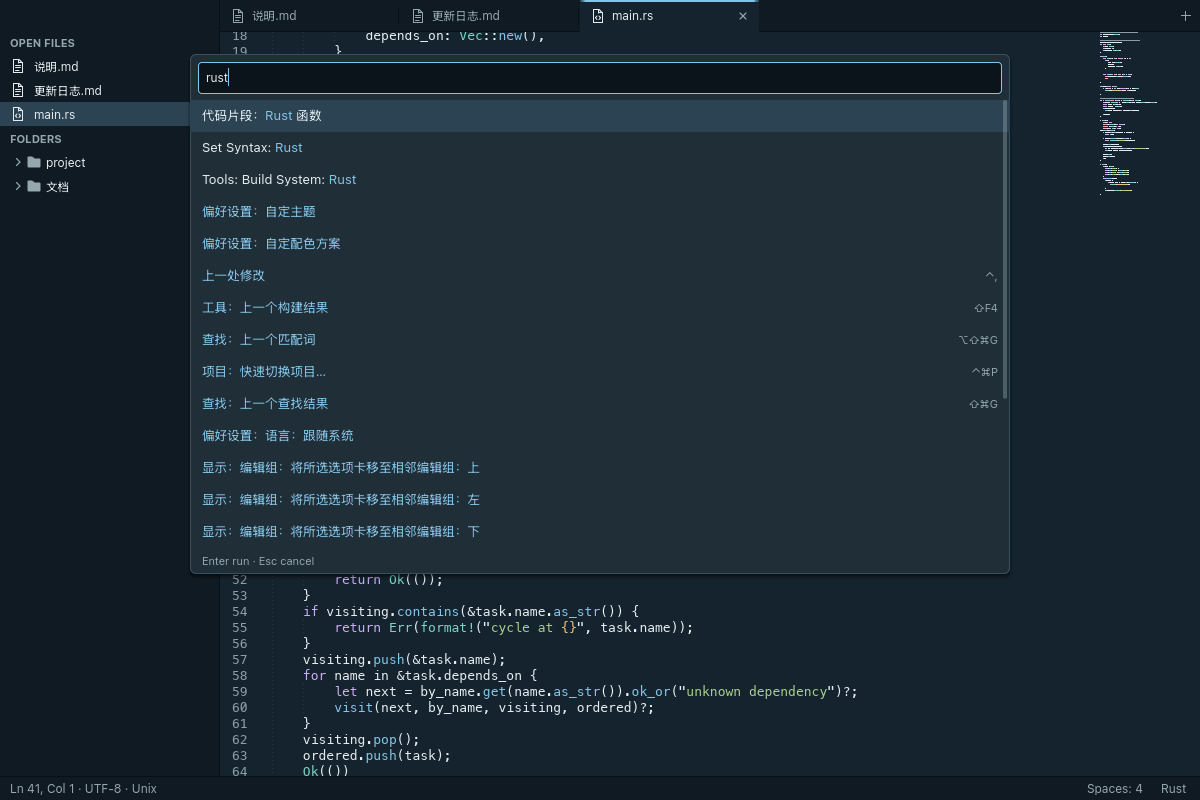 说明.md
更新日志.md
main.rs
OPEN FILES
说明.md
更新日志.md
main.rs
FOLDERS
project
文档
18 depends_on: Vec::new(),
19 }
rust
代码片段：Rust 函数
Set Syntax: Rust
Tools: Build System: Rust
偏好设置：自定主题
偏好设置：自定配色方案
上一处修改 ^,
工具：上一个构建结果 ⇧F4
查找：上一个匹配词 ⌥⇧⌘G
项目：快速切换项目... ^⌘P
查找：上一个查找结果 ⇧⌘G
偏好设置：语言：跟随系统
显示：编辑组：将所选选项卡移至相邻编辑组：上
显示：编辑组：将所选选项卡移至相邻编辑组：左
显示：编辑组：将所选选项卡移至相邻编辑组：下
Enter run · Esc cancel
52 return Ok(());
53 }
54 if visiting.contains(&task.name.as_str()) {
55 return Err(format!("cycle at {}", task.name));
56 }
57 visiting.push(&task.name);
58 for name in &task.depends_on {
59 let next = by_name.get(name.as_str()).ok_or("unknown dependency")?;
60 visit(next, by_name, visiting, ordered)?;
61 }
62 visiting.pop();
63 ordered.push(task);
64 Ok(())
Ln 41, Col 1 · UTF-8 · Unix
Spaces: 4
Rust